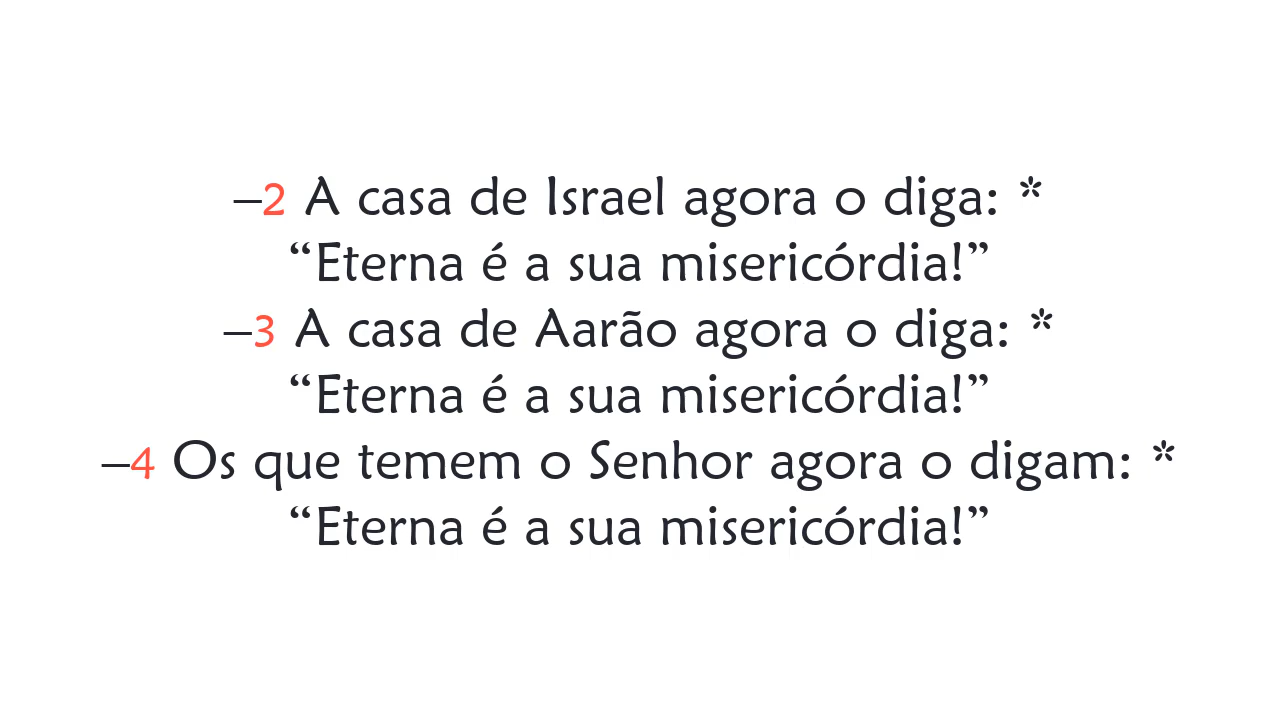 –2 A casa de Israel agora o diga: *
“Eterna é a sua misericórdia!”
–3 A casa de Aarão agora o diga: *
“Eterna é a sua misericórdia!”
–4 Os que temem o Senhor agora o digam: *
“Eterna é a sua misericórdia!”